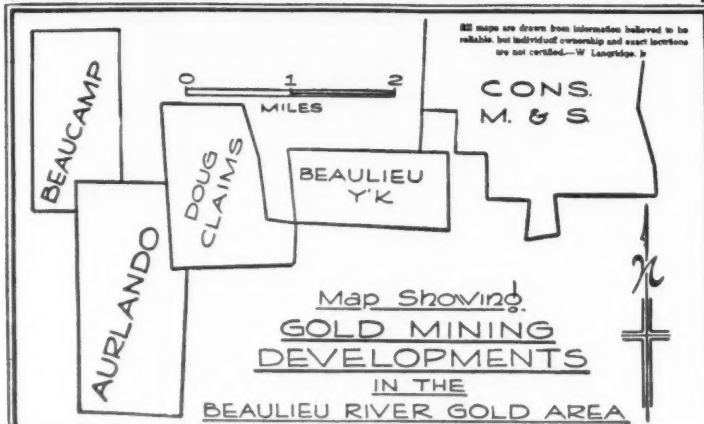 All maps are drawn from information believed to be
reliable, but individual ownership and exact locations
are not certified.—W. Langridge, Jr
0 1 2
MILES
CONS.
M. & S.
BEAUCAMP
DOUG
CLAIMS
BEAULIEU
Y'K
AURLANDO
N
Map Showing
GOLD MINING
DEVELOPMENTS
IN THE
BEAULIEU RIVER GOLD AREA